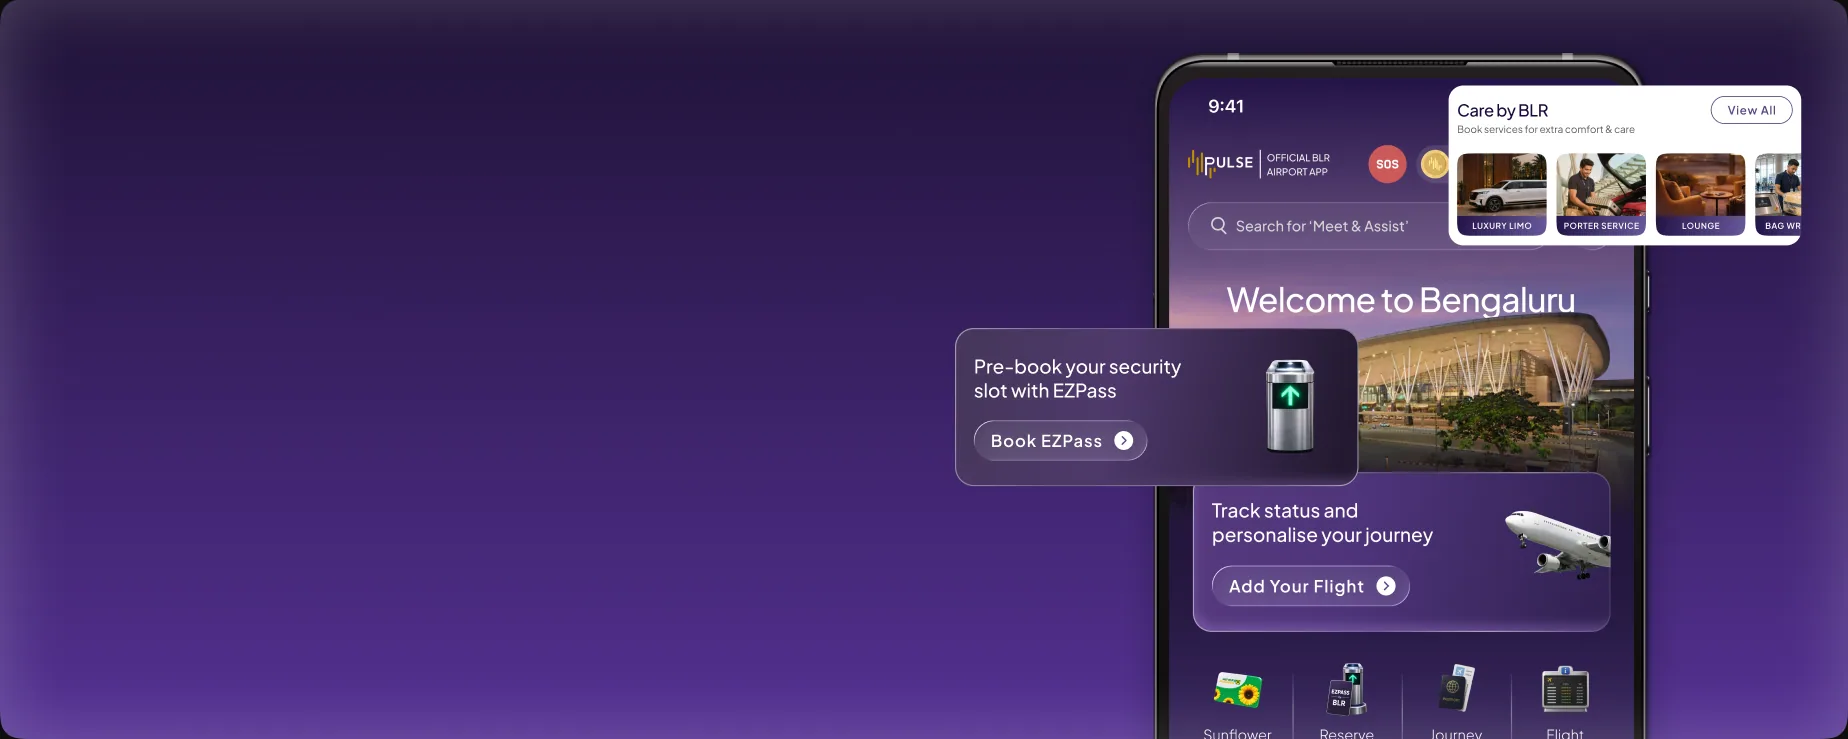 9:41
PULSE
OFFICIAL BLR
AIRPORT APP
SOS
Care by BLR
View All
Book services for extra comfort & care
LUXURY LIMO
PORTER SERVICE
LOUNGE
BAG WR
Search for ‘Meet & Assist’
Welcome to Bengaluru
Pre-book your security
slot with EZPass
Book EZPass
Track status and
personalise your journey
Add Your Flight
EZPASS
BLR
Sunflower
Reserve
Journey
Flight